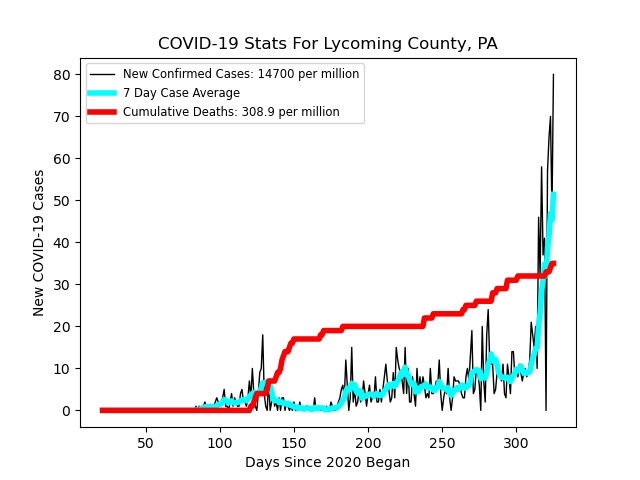 COVID-19 Stats For Lycoming County, PA
New Confirmed Cases: 14700 per million
7 Day Case Average
Cumulative Deaths: 308.9 per million
80
70
60
50
40
30
20
10
0
New COVID-19 Cases
50 100 150 200 250 300
Days Since 2020 Began